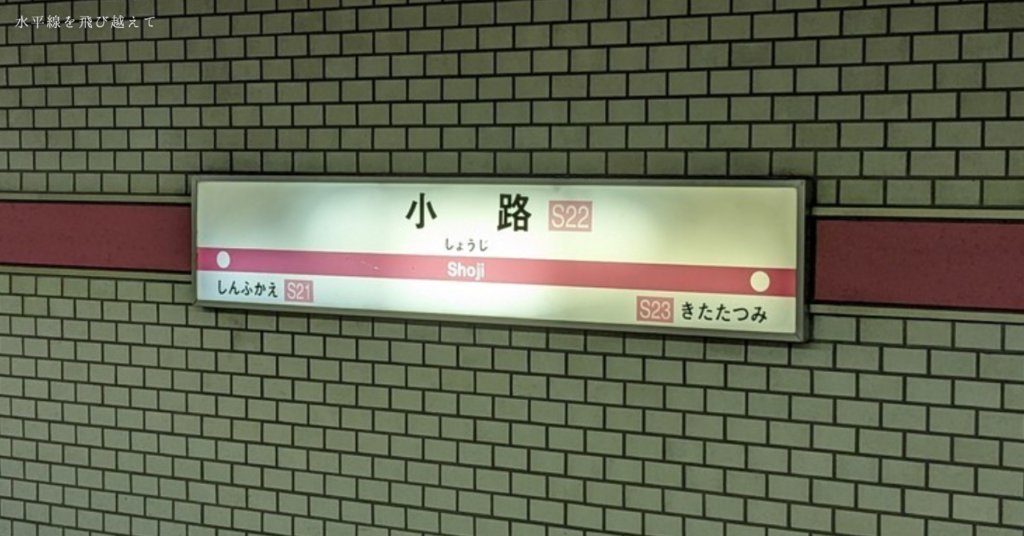 水平線を飛び越えて
小路 S22
しょうじ
Shoji
しんふかえ S21
S23 きたたつみ